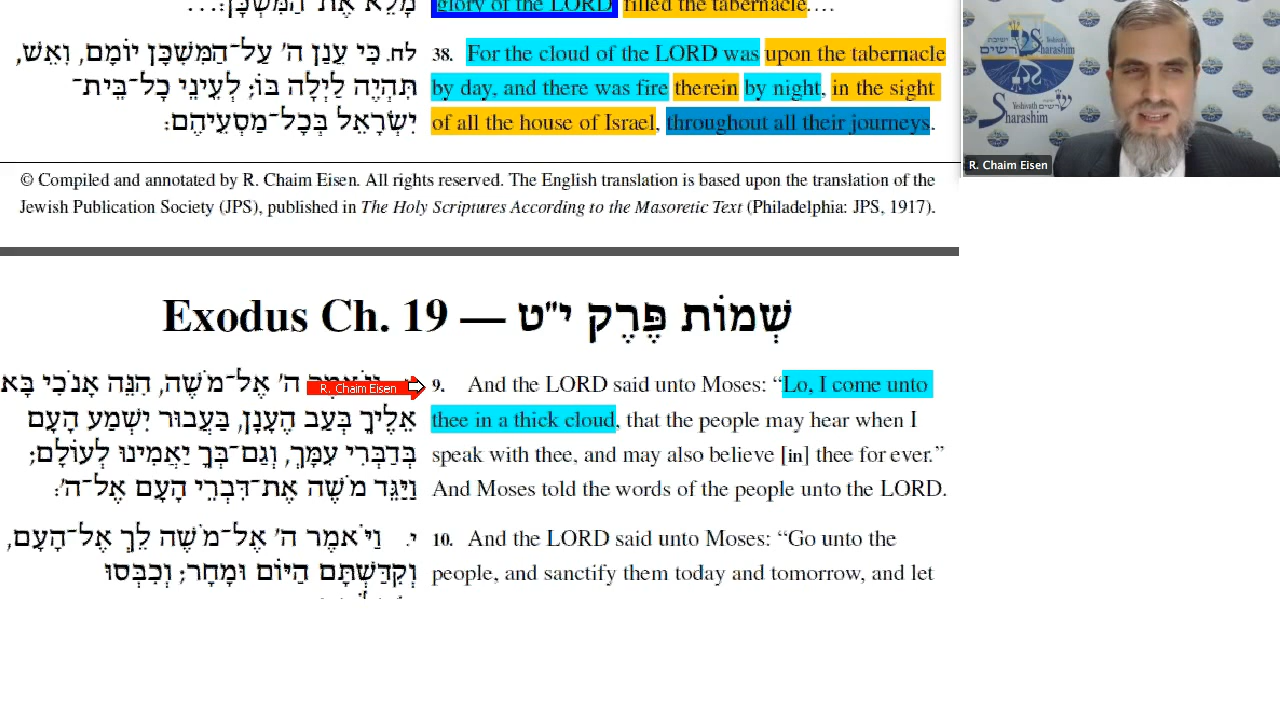 מָלֵא אֶת־הַמִּשְׁכָּן:…
glory of the LORD filled the tabernacle….
לח. כִּי עֲנַן ה' עַל־הַמִּשְׁכָּן יוֹמָם, וְאֵשׁ,
תִּהְיֶה לַיְלָה בּוֹ; לְעֵינֵי כָל־בֵּית־
יִשְׂרָאֵל בְּכָל־מַסְעֵיהֶם:
38. For the cloud of the LORD was upon the tabernacle
by day, and there was fire therein by night, in the sight
of all the house of Israel, throughout all their journeys.
© Compiled and annotated by R. Chaim Eisen. All rights reserved. The English translation is based upon the translation of the
Jewish Publication Society (JPS), published in The Holy Scriptures According to the Masoretic Text (Philadelphia: JPS, 1917).
Exodus Ch. 19 — שְׁמוֹת פֶּרֶק י"ט
ה' אֶל־מֹשֶׁה, הִנֵּה אָנֹכִי בָּא
אֵלֶיךָ בְּעַב הֶעָנָן, בַּעֲבוּר יִשְׁמַע הָעָם
בְּדַבְּרִי עִמָּךְ, וְגַם־בְּךָ יַאֲמִינוּ לְעוֹלָם;
וַיַּגֵּד מֹשֶׁה אֶת־דִּבְרֵי הָעָם אֶל־ה':
R. Chaim Eisen
9. And the LORD said unto Moses: “Lo, I come unto
thee in a thick cloud, that the people may hear when I
speak with thee, and may also believe [in] thee for ever.”
And Moses told the words of the people unto the LORD.
י. וַיֹּאמֶר ה' אֶל־מֹשֶׁה לֵךְ אֶל־הָעָם,
וְקִדַּשְׁתָּם הַיּוֹם וּמָחָר; וְכִבְּסוּ
10. And the LORD said unto Moses: “Go unto the
people, and sanctify them today and tomorrow, and let
Yeshivath
Sharashim
ישיבת
שרשים
Yeshivath
Sharashim
R. Chaim Eisen